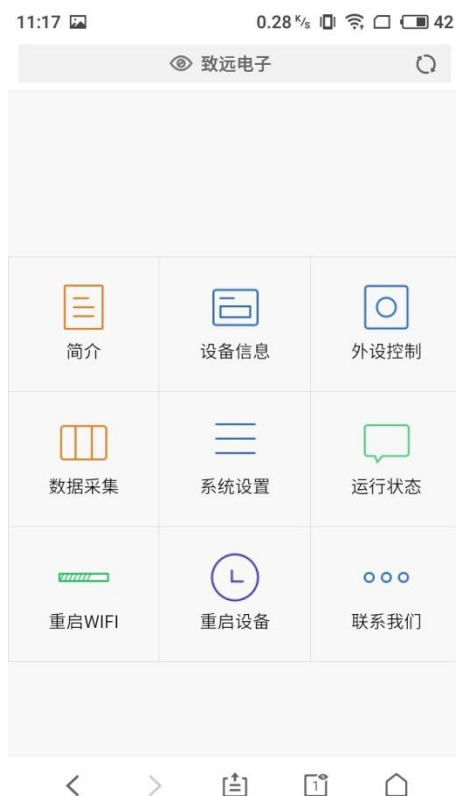 11:17 0.28 K/s 42
致远电子
简介 设备信息 外设控制
数据采集 系统设置 运行状态
重启WIFI 重启设备 联系我们
1